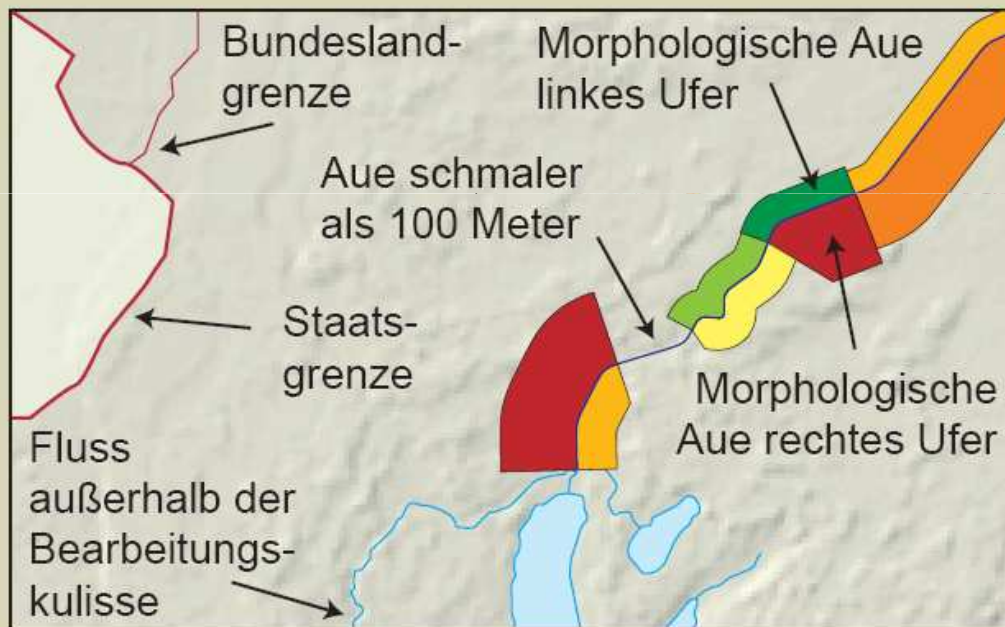 Bundesland-
grenze
Morphologische Aue
linkes Ufer
Aue schmaler
als 100 Meter
Staats-
grenze
Morphologische
Aue rechtes Ufer
Fluss
außerhalb der
Bearbeitungs-
kulisse